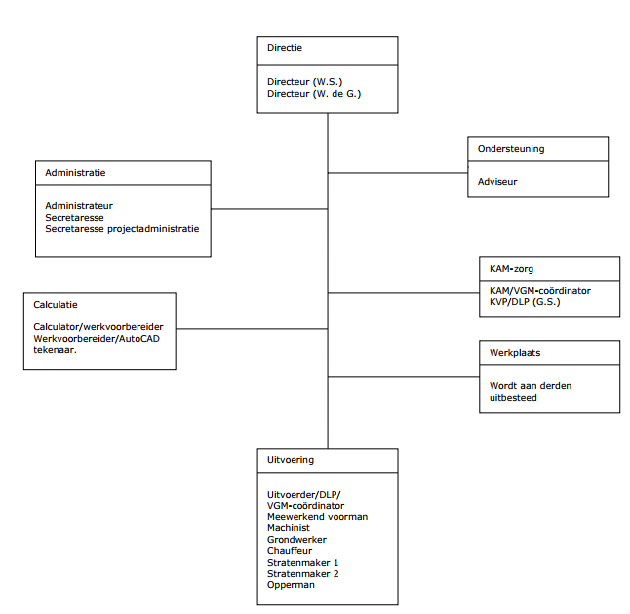 Directie
Directeur (W.S.)
Directeur (W. de G.)
Ondersteuning
Adviseur
Administratie
Administrateur
Secretaresse
Secretaresse projectadministratie
KAM-zorg
KAM/VGM-coördirator
KVP/DLP (G.S.)
Calculatie
Calculator/werkvoorbereider
Werkvoorbereider/AutoCAD
tekenaar.
Werkplaats
Wordt aan derden
uitbesteed
Uitvoering
Uitvoerder/DLP/
VGM-coördinator
Meewerkend voorman
Machinist
Grondwerker
Chauffeur
Stratenmaker 1
Stratenmaker 2
Opperman